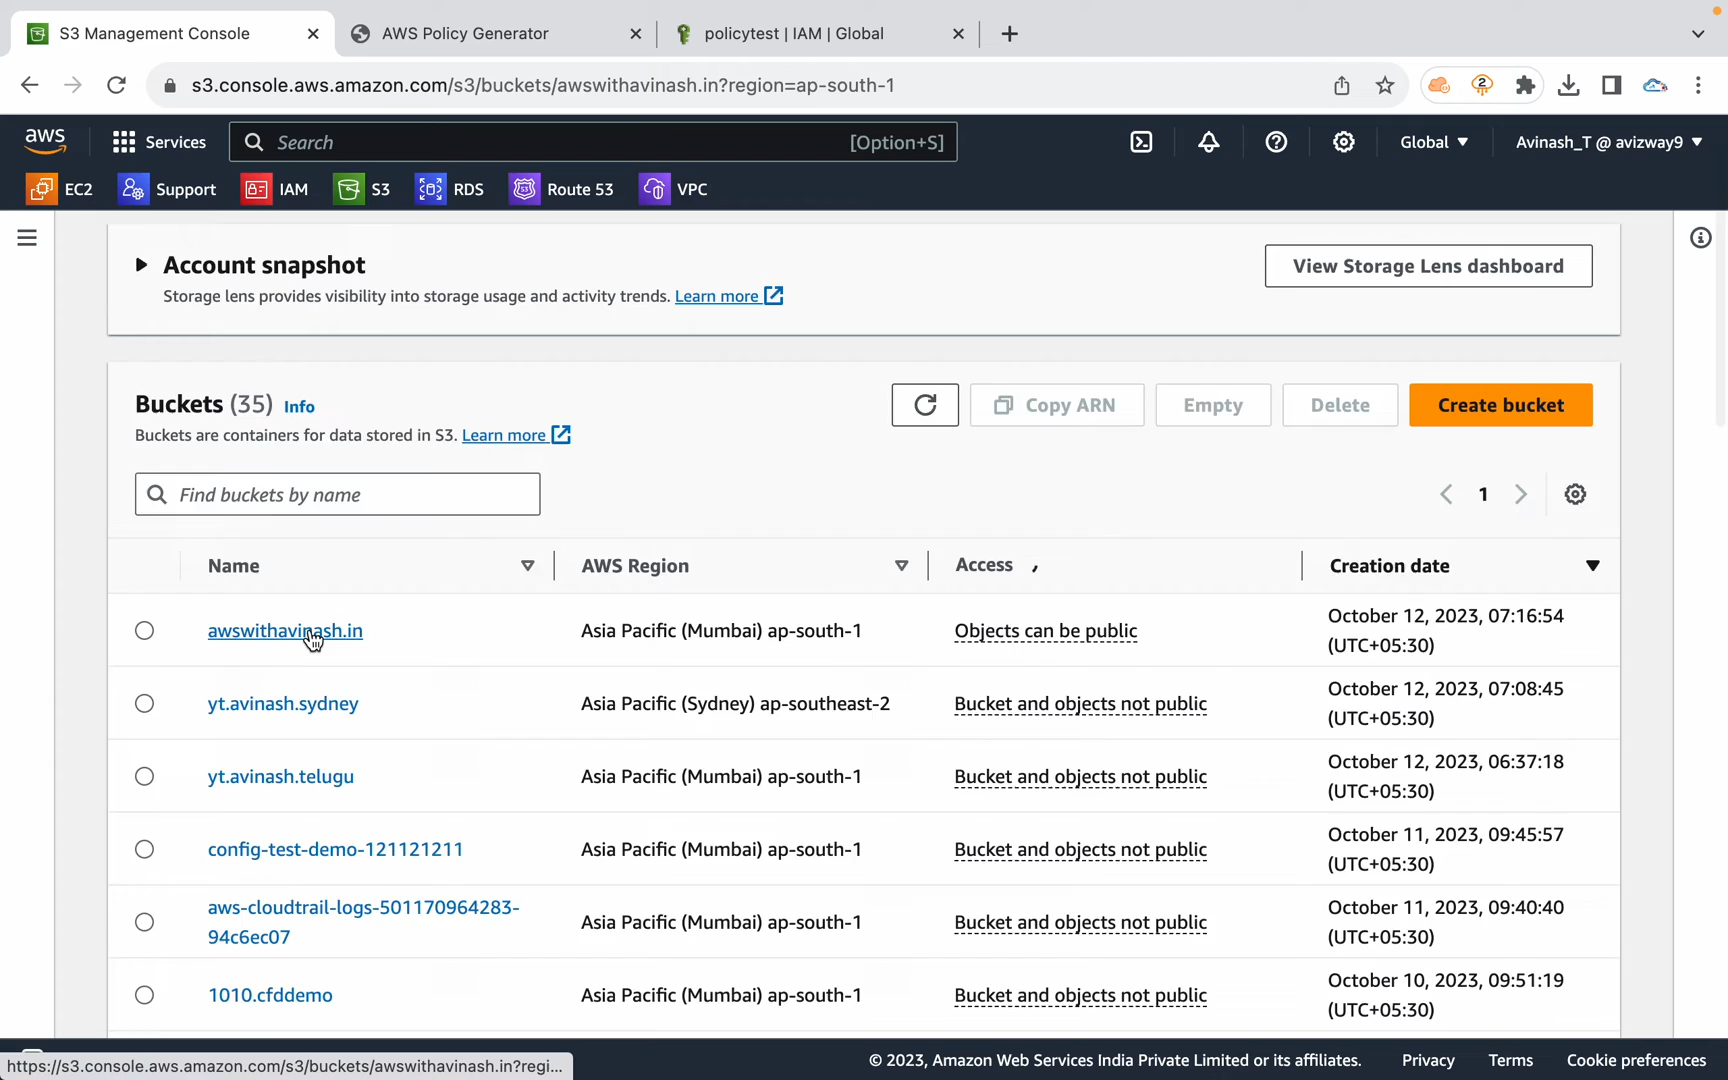 S3 Management Console
AWS Policy Generator
policytest | IAM | Global
s3.console.aws.amazon.com/s3/buckets/awswithavinash.in?region=ap-south-1
2
aws
Services
Search
[Option+S]
Global
Avinash_T @ avizway9
EC2
Support
IAM
S3
RDS
Route 53
VPC
Account snapshot
Storage lens provides visibility into storage usage and activity trends. Learn more
View Storage Lens dashboard
Buckets (35) Info
Buckets are containers for data stored in S3. Learn more
Copy ARN
Empty
Delete
Create bucket
Find buckets by name
1
Name
AWS Region
Access
Creation date
awswithavinash.in
Asia Pacific (Mumbai) ap-south-1
Objects can be public
October 12, 2023, 07:16:54
(UTC+05:30)
yt.avinash.sydney
Asia Pacific (Sydney) ap-southeast-2
Bucket and objects not public
October 12, 2023, 07:08:45
(UTC+05:30)
yt.avinash.telugu
Asia Pacific (Mumbai) ap-south-1
Bucket and objects not public
October 12, 2023, 06:37:18
(UTC+05:30)
config-test-demo-121121211
Asia Pacific (Mumbai) ap-south-1
Bucket and objects not public
October 11, 2023, 09:45:57
(UTC+05:30)
aws-cloudtrail-logs-501170964283-
94c6ec07
Asia Pacific (Mumbai) ap-south-1
Bucket and objects not public
October 11, 2023, 09:40:40
(UTC+05:30)
1010.cfddemo
Asia Pacific (Mumbai) ap-south-1
Bucket and objects not public
October 10, 2023, 09:51:19
(UTC+05:30)
https://s3.console.aws.amazon.com/s3/buckets/awswithavinash.in?regi...
© 2023, Amazon Web Services India Private Limited or its affiliates.
Privacy
Terms
Cookie preferences